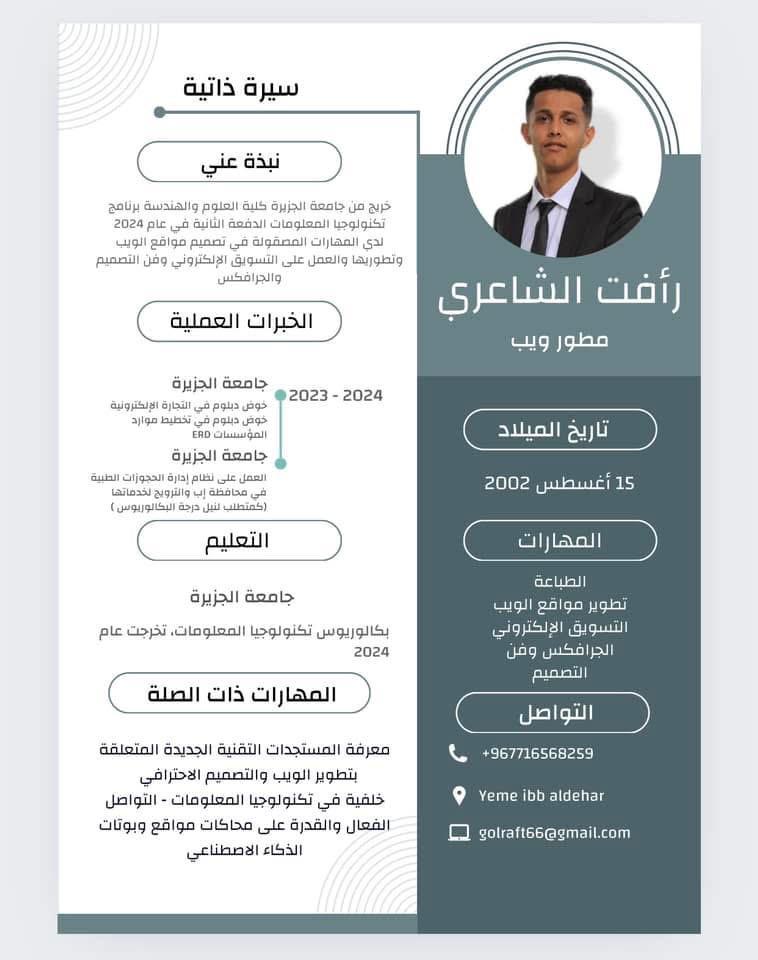 سيرة ذاتية
نبذة عني
خريج من جامعة الجزيرة كلية العلوم والهندسة برنامج
تكنولوجيا المعلومات الدفعة الثانية في عام 2024
لدي المهارات المصقولة في تصميم مواقع الويب
وتطوريها والعمل على التسويق الإلكتروني وفن التصميم
والجرافكس
الخبرات العملية
2023 - 2024
جامعة الجزيرة
خوض دبلوم في التجارة الإلكترونية
خوض دبلوم في تخطيط موارد
المؤسسات ERD
جامعة الجزيرة
العمل على نظام إدارة الحجوزات الطبية
في محافظة إب والترويج لخدماتها
(كمتطلب لنيل درجة البكالوريوس )
التعليم
جامعة الجزيرة
بكالوريوس تكنولوجيا المعلومات، تخرجت عام
2024
المهارات ذات الصلة
معرفة المستجدات التقنية الجديدة المتعلقة
بتطوير الويب والتصميم الاحترافي
خلفية في تكنولوجيا المعلومات - التواصل
الفعال والقدرة على محاكات مواقع وبوتات
الذكاء الاصطناعي
رأفت الشاعري
مطور ويب
تاريخ الميلاد
15 أغسطس 2002
المهارات
الطباعة
تطوير مواقع الويب
التسويق الإلكتروني
الجرافكس وفن
التصميم
التواصل
+967716568259
Yeme ibb aldehar
golraft66@gmail.com